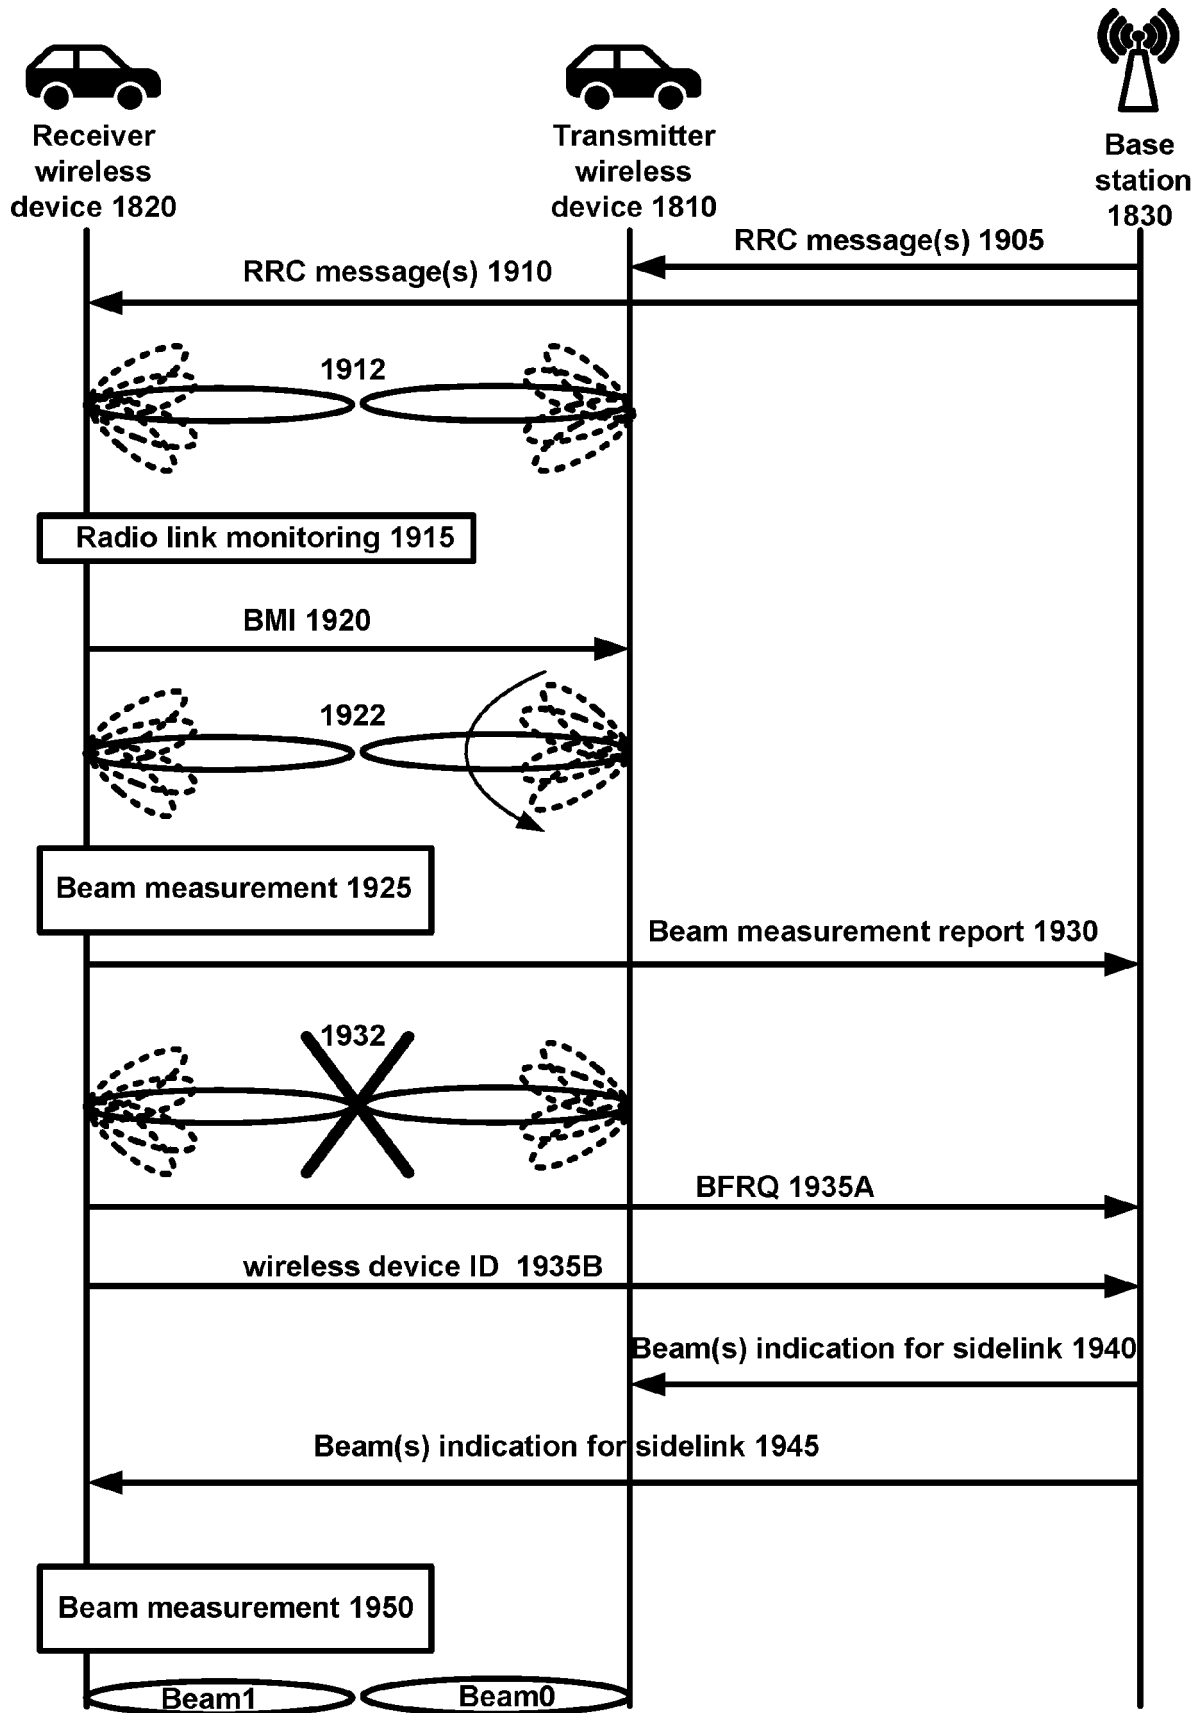 Receiver
wireless
device 1820
Transmitter
wireless
device 1810
Base
station
1830
RRC message(s) 1905
RRC message(s) 1910
1912
Radio link monitoring 1915
BMI 1920
1922
Beam measurement 1925
Beam measurement report 1930
1932
BFRQ 1935A
wireless device ID 1935B
Beam(s) indication for sidelink 1940
Beam(s) indication for sidelink 1945
Beam measurement 1950
Beam1
Beam0